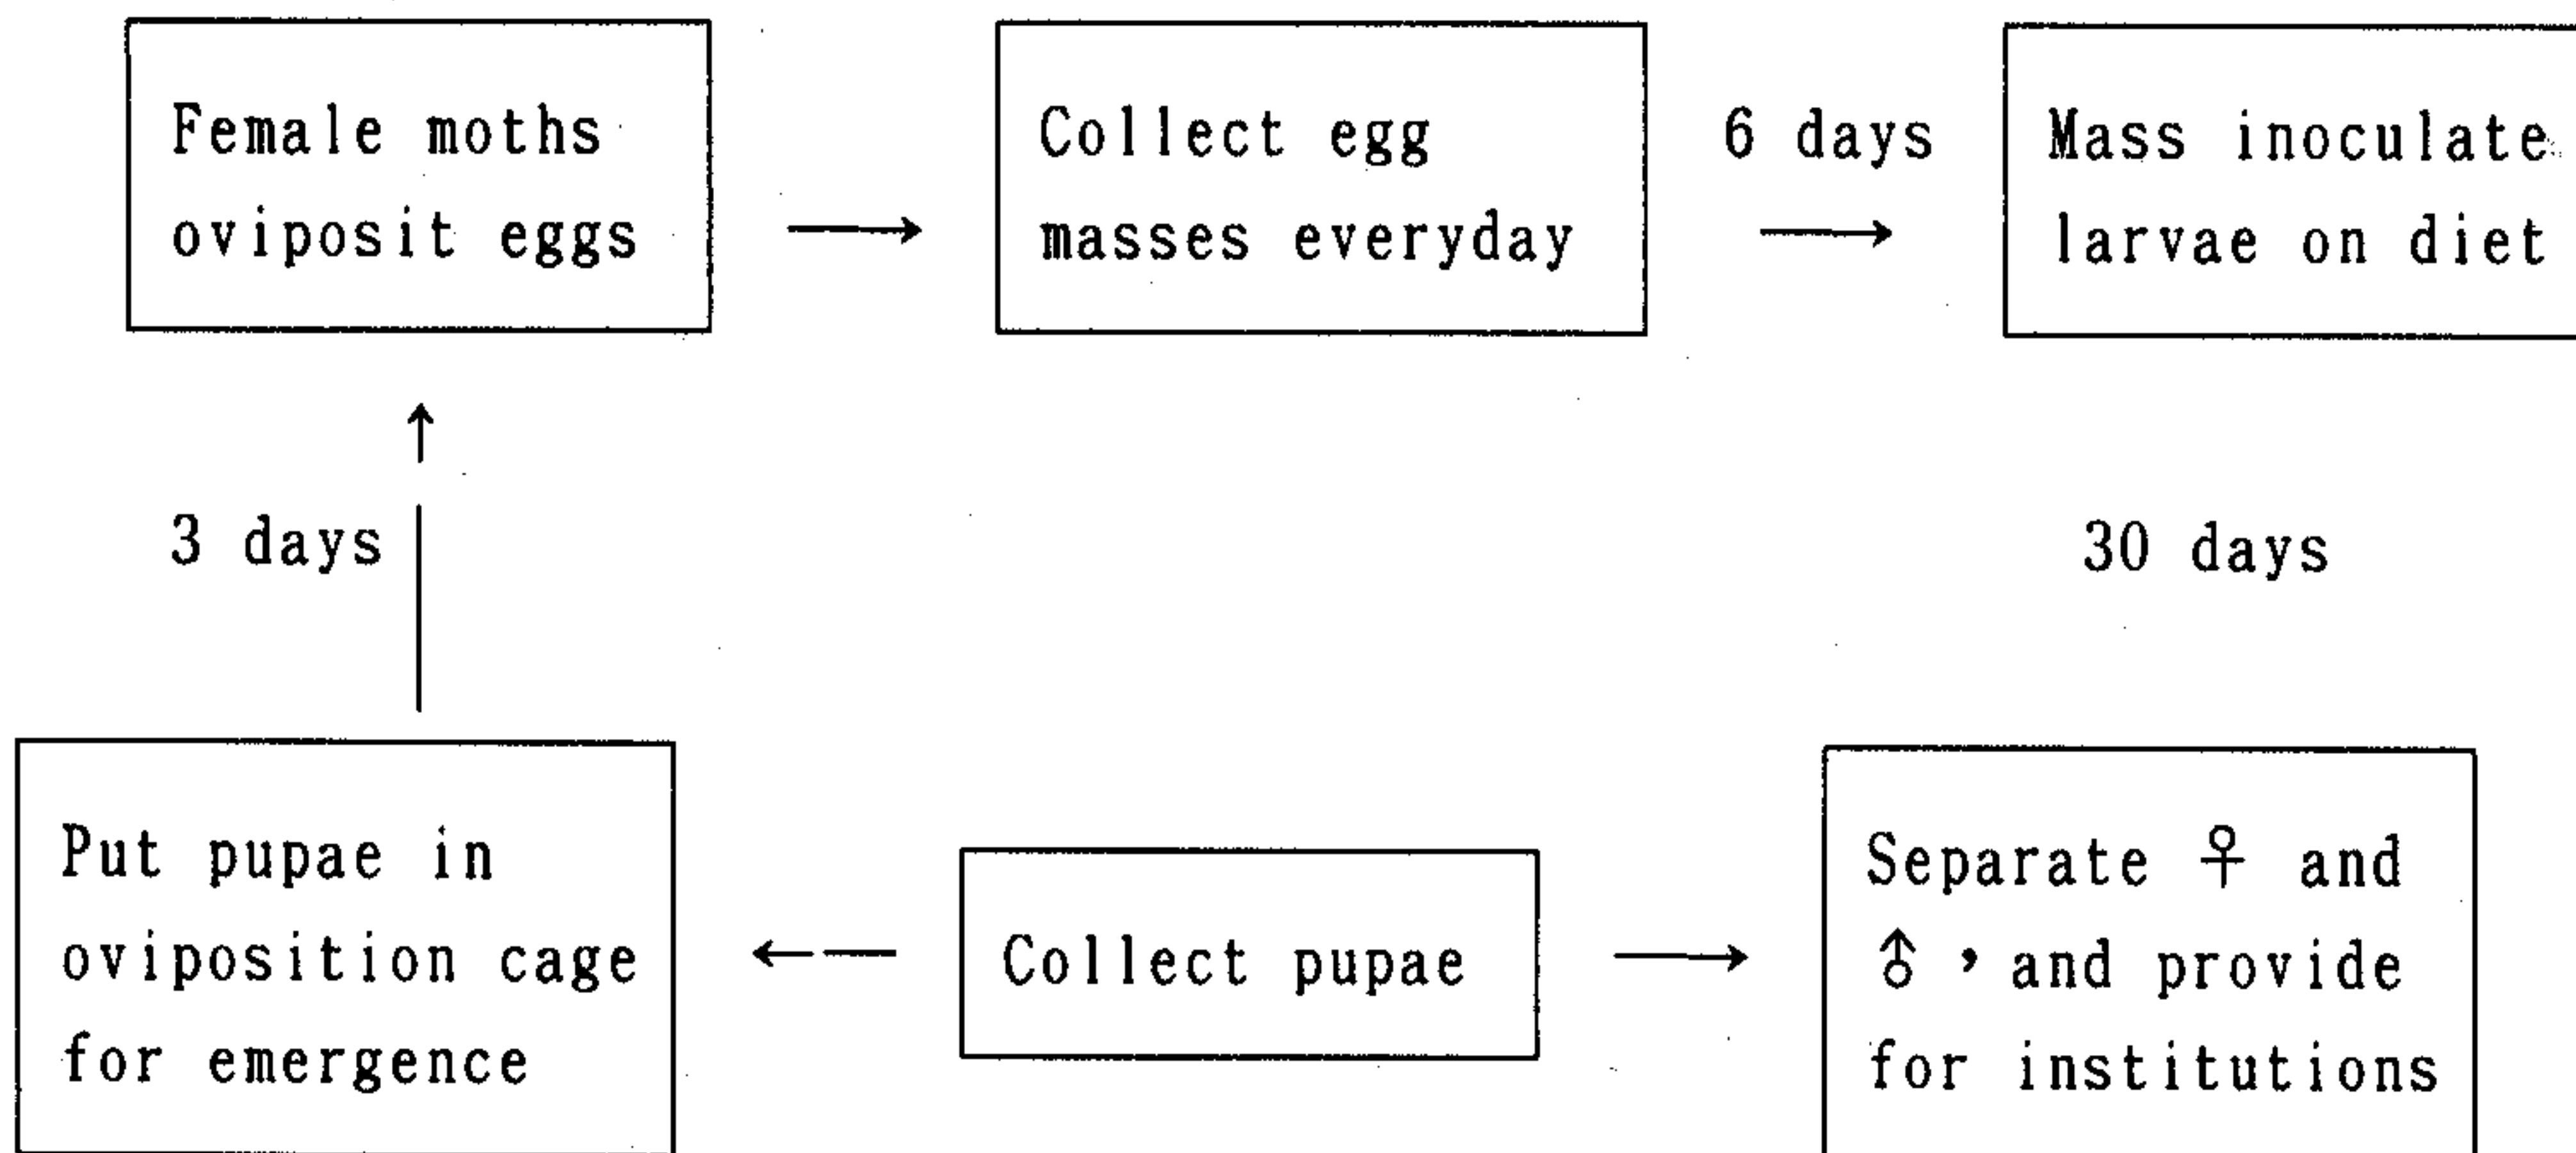 Female moths
oviposit eggs
→
Collect egg
masses everyday
6 days
→
Mass inoculate
larvae on diet
↑
3 days
30 days
Put pupae in
oviposition cage
for emergence
←
Collect pupae
→
Separate ♀ and
♂, and provide
for institutions